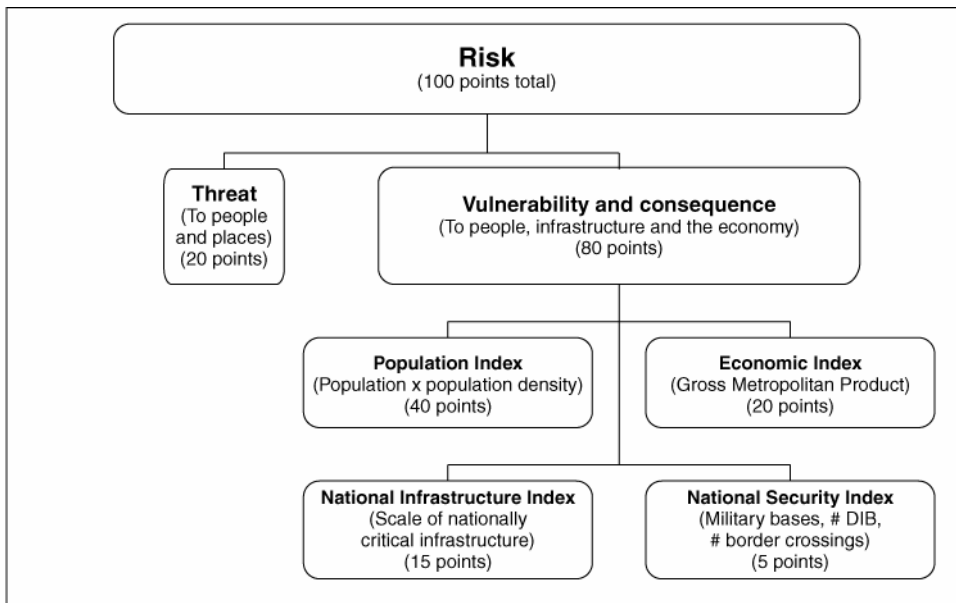 Risk
(100 points total)
Threat
(To people
and places)
(20 points)
Vulnerability and consequence
(To people, infrastructure and the economy)
(80 points)
Population Index
(Population x population density)
(40 points)
Economic Index
(Gross Metropolitan Product)
(20 points)
National Infrastructure Index
(Scale of nationally
critical infrastructure)
(15 points)
National Security Index
(Military bases, # DIB,
# border crossings)
(5 points)